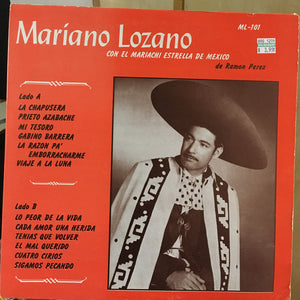 ML-101
Mariano Lozano
CON EL MARIACHI ESTRELLA DE MEXICO
de Ramon Perez
Lado A
LA CHAPUSERA
PRIETO AZABACHE
MI TESORO
GABINO BARRERA
LA RAZON PA'
EMBORRACHARME
VIAJE A LA LUNA
Lado B
LO PEOR DE LA VIDA
CADA AMOR UNA HERIDA
TENIAS QUE VOLVER
EL MAL QUERIDO
CUATRO CIRIOS
SIGAMOS PECANDO